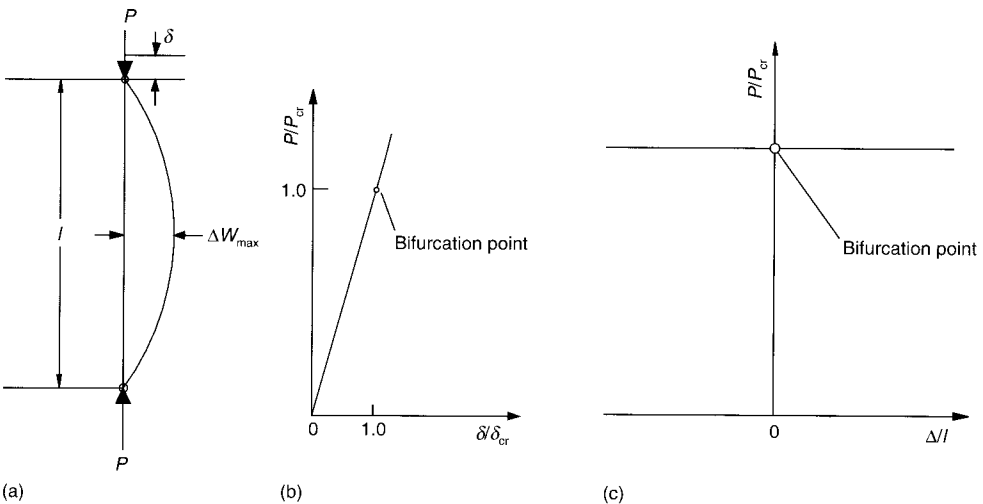 P
δ
l
ΔW_max
P
(a)
P/P_cr
1.0
Bifurcation point
0
1.0
δ/δ_cr
(b)
P/P_cr
Bifurcation point
0
Δ/l
(c)